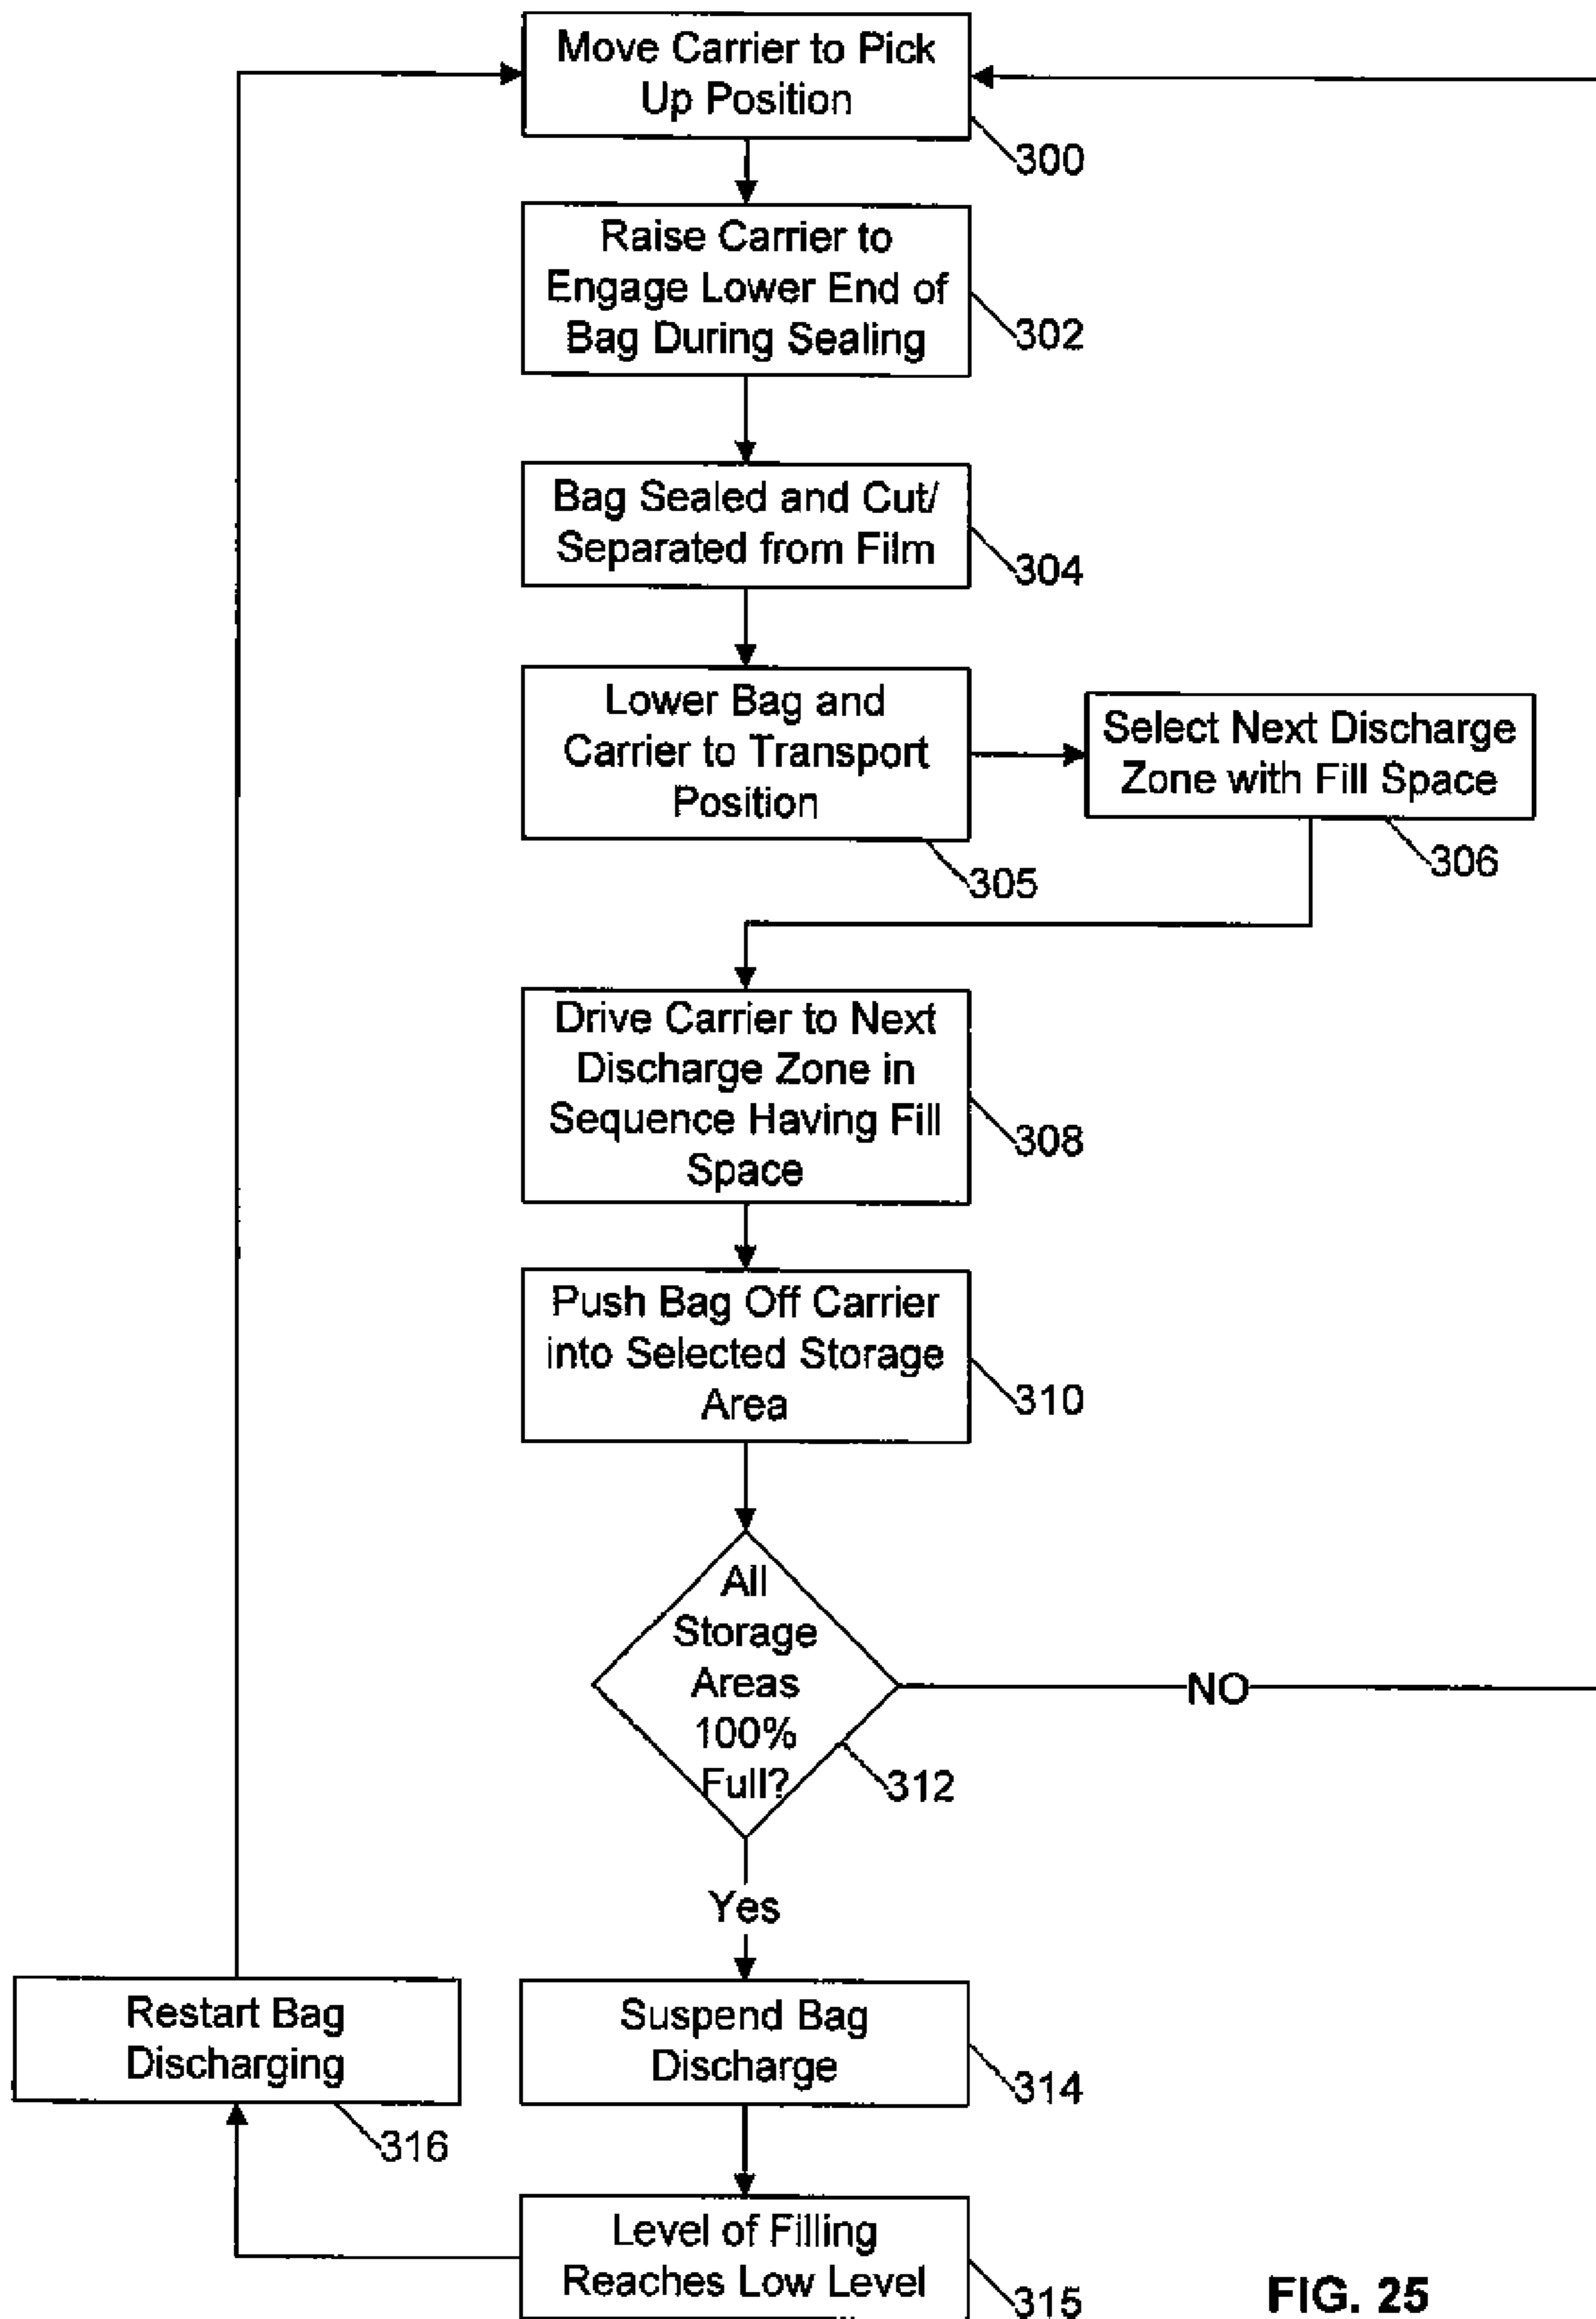 Move Carrier to Pick
Up Position
300
Raise Carrier to
Engage Lower End of
Bag During Sealing
302
Bag Sealed and Cut/
Separated from Film
304
Lower Bag and
Carrier to Transport
Position
305
Select Next Discharge
Zone with Fill Space
306
Drive Carrier to Next
Discharge Zone in
Sequence Having Fill
Space
308
Push Bag Off Carrier
into Selected Storage
Area
310
All
Storage
Areas
100%
Full?
312
NO
Yes
Suspend Bag
Discharge
314
Level of Filling
Reaches Low Level
315
Restart Bag
Discharging
316
FIG. 25